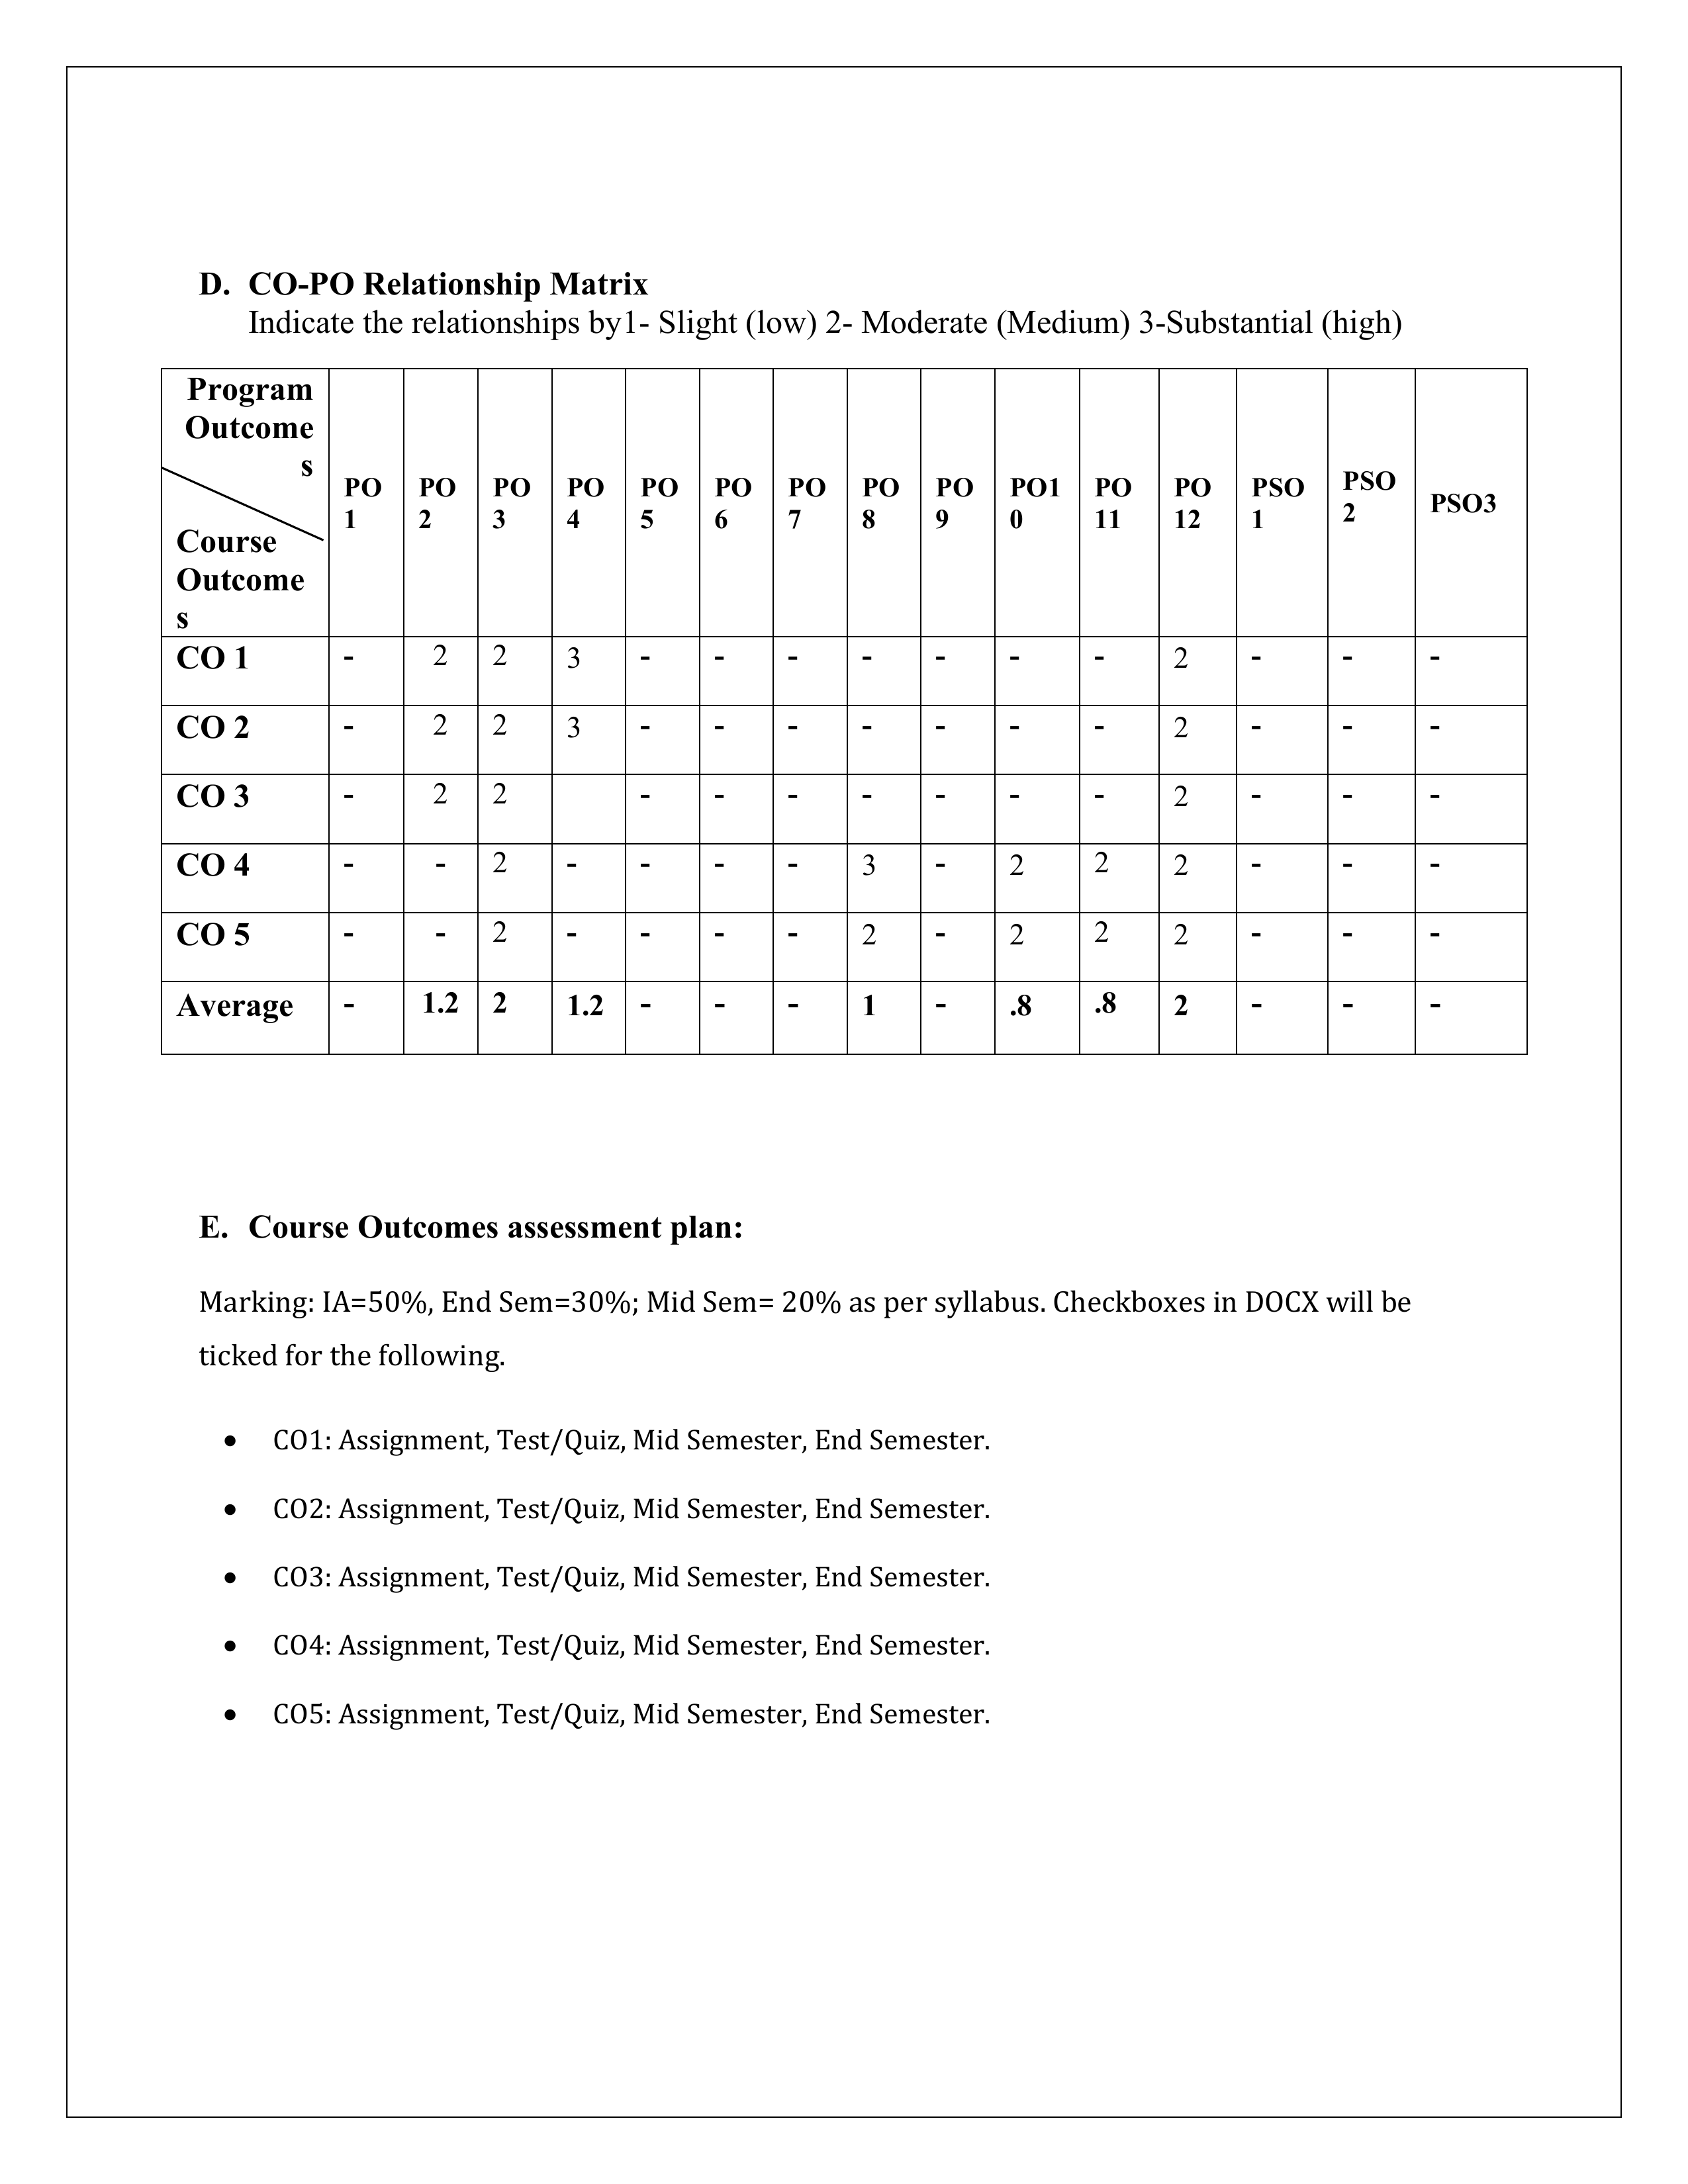 D. CO-PO Relationship Matrix
Indicate the relationships by1- Slight (low) 2- Moderate (Medium) 3-Substantial (high)
Program
Outcome
s
Course
Outcome
s
PO
1
PO
2
PO
3
PO
4
PO
5
PO
6
PO
7
PO
8
PO
9
PO1
0
PO
11
PO
12
PSO
1
PSO
2
PSO3
CO 1 - 2 2 3 - - - - - - - 2 - - -
CO 2 - 2 2 3 - - - - - - - 2 - - -
CO 3 - 2 2 - - - - - - - 2 - - -
CO 4 - - 2 - - - - 3 - 2 2 2 - - -
CO 5 - - 2 - - - - 2 - 2 2 2 - - -
Average - 1.2 2 1.2 - - - 1 - .8 .8 2 - - -
E. Course Outcomes assessment plan:
Marking: IA=50%, End Sem=30%; Mid Sem= 20% as per syllabus. Checkboxes in DOCX will be
ticked for the following.
• CO1: Assignment, Test/Quiz, Mid Semester, End Semester.
• CO2: Assignment, Test/Quiz, Mid Semester, End Semester.
• CO3: Assignment, Test/Quiz, Mid Semester, End Semester.
• CO4: Assignment, Test/Quiz, Mid Semester, End Semester.
• CO5: Assignment, Test/Quiz, Mid Semester, End Semester.